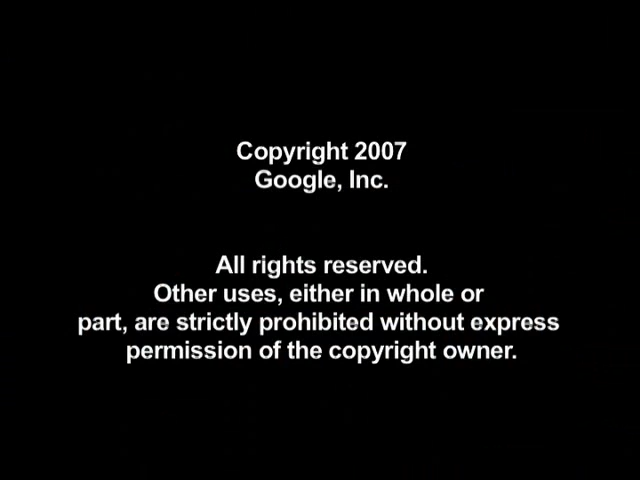 Copyright 2007
Google, Inc.
All rights reserved.
Other uses, either in whole or
part, are strictly prohibited without express
permission of the copyright owner.